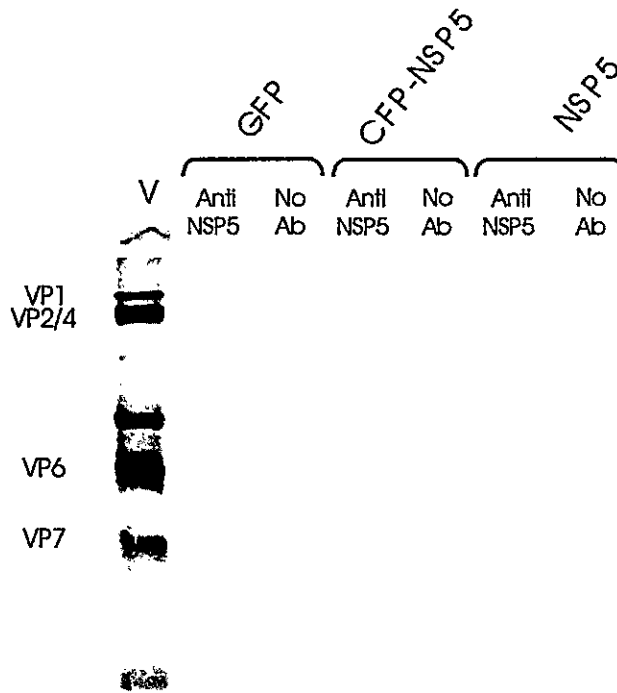 GFP
CFP-NSP5
NSP5
V
Anti No Anti No Anti No
NSP5 Ab NSP5 Ab NSP5 Ab
VP1
VP2/4
VP6
VP7